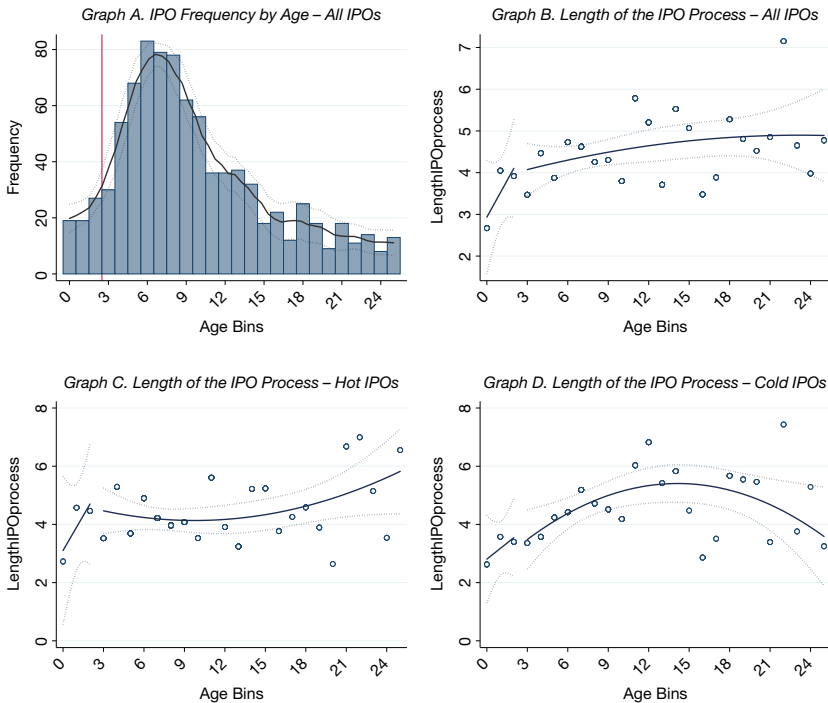 Graph A. IPO Frequency by Age – All IPOs
Frequency
80
60
40
20
0
0 3 6 9 12 15 18 21 24
Age Bins
Graph B. Length of the IPO Process – All IPOs
LengthIPOprocess
7
6
5
4
3
2
0 3 6 9 12 15 18 21 24
Age Bins
Graph C. Length of the IPO Process – Hot IPOs
LengthIPOprocess
8
6
4
2
0
0 3 6 9 12 15 18 21 24
Age Bins
Graph D. Length of the IPO Process – Cold IPOs
LengthIPOprocess
8
6
4
2
0
0 3 6 9 12 15 18 21 24
Age Bins